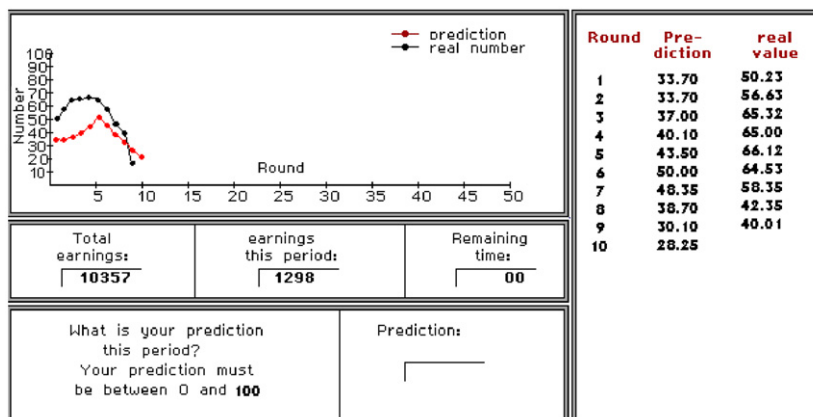 prediction
real number
100
90
80
70
60
50
40
30
20
10
Number
Round
5 10 15 20 25 30 35 40 45 50
Total earnings this period: Remaining
earnings: time:
10357 1298 00
What is your prediction
this period?
Your prediction must
be between 0 and 100
Prediction:
Round Pre- real
diction value
1 33.70 50.23
2 33.70 56.63
3 37.00 65.32
4 40.10 65.00
5 43.50 66.12
6 50.00 64.53
7 48.35 58.35
8 38.70 42.35
9 30.10 40.01
10 28.25